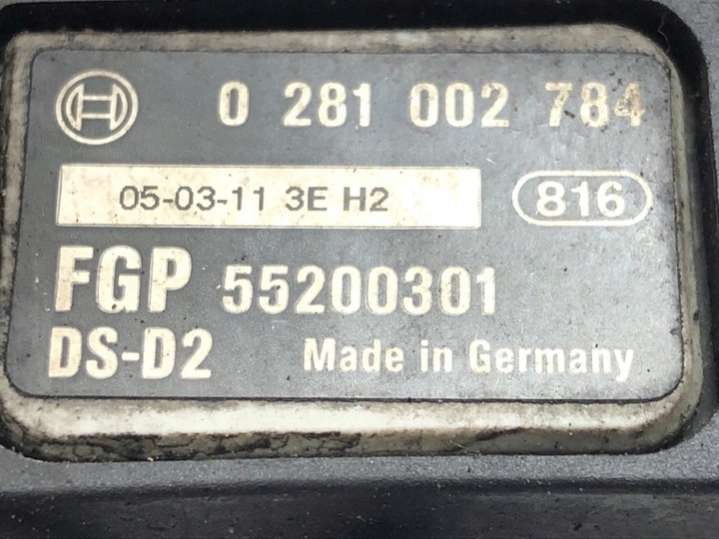 0 281 002 784
05-03-11 3E H2
816
FGP 55200301
DS-D2 Made in Germany